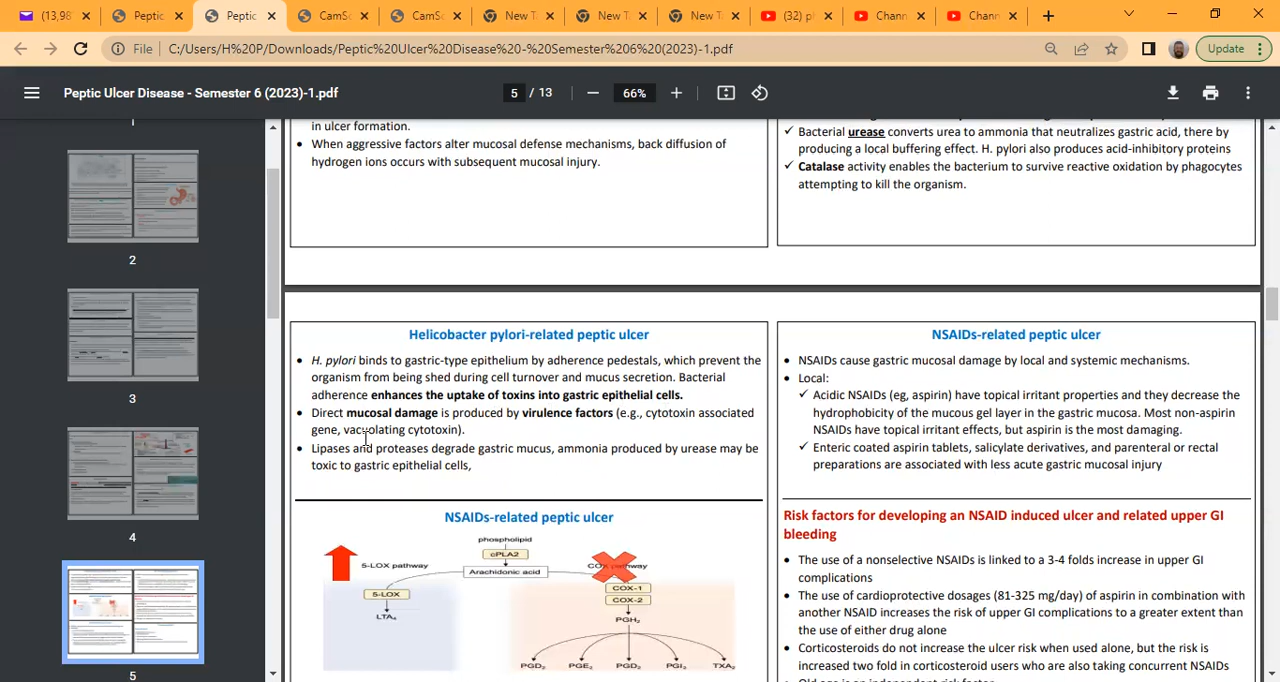 (13,98
Peptic
Peptic
CamSc
CamSc
New T
New T
New T
(32) p
Chann
Chann
File
C:/Users/H%20P/Downloads/Peptic%20Ulcer%20Disease%20-%20Semester%206%20(2023)-1.pdf
Update
Peptic Ulcer Disease - Semester 6 (2023)-1.pdf
5 / 13
66%
1
2
3
4
5
in ulcer formation.
• When aggressive factors alter mucosal defense mechanisms, back diffusion of
hydrogen ions occurs with subsequent mucosal injury.
✓ Bacterial urease converts urea to ammonia that neutralizes gastric acid, there by
producing a local buffering effect. H. pylori also produces acid-inhibitory proteins
✓ Catalase activity enables the bacterium to survive reactive oxidation by phagocytes
attempting to kill the organism.
Helicobacter pylori-related peptic ulcer
• H. pylori binds to gastric-type epithelium by adherence pedestals, which prevent the
organism from being shed during cell turnover and mucus secretion. Bacterial
adherence enhances the uptake of toxins into gastric epithelial cells.
• Direct mucosal damage is produced by virulence factors (e.g., cytotoxin associated
gene, vacuolating cytotoxin).
• Lipases and proteases degrade gastric mucus, ammonia produced by urease may be
toxic to gastric epithelial cells,
NSAIDs-related peptic ulcer
phospholipid
cPLA2
5-LOX pathway
Arachidonic acid
COX pathway
5-LOX
COX-1
COX-2
LTA₄
PGH₂
PGD₂
PGE₂
PGD₂
PGI₂
TXA₂
NSAIDs-related peptic ulcer
• NSAIDs cause gastric mucosal damage by local and systemic mechanisms.
• Local:
✓ Acidic NSAIDs (eg, aspirin) have topical irritant properties and they decrease the
hydrophobicity of the mucous gel layer in the gastric mucosa. Most non-aspirin
NSAIDs have topical irritant effects, but aspirin is the most damaging.
✓ Enteric coated aspirin tablets, salicylate derivatives, and parenteral or rectal
preparations are associated with less acute gastric mucosal injury
Risk factors for developing an NSAID induced ulcer and related upper GI
bleeding
• The use of a nonselective NSAIDs is linked to a 3-4 folds increase in upper GI
complications
• The use of cardioprotective dosages (81-325 mg/day) of aspirin in combination with
another NSAID increases the risk of upper GI complications to a greater extent than
the use of either drug alone
• Corticosteroids do not increase the ulcer risk when used alone, but the risk is
increased two fold in corticosteroid users who are also taking concurrent NSAIDs